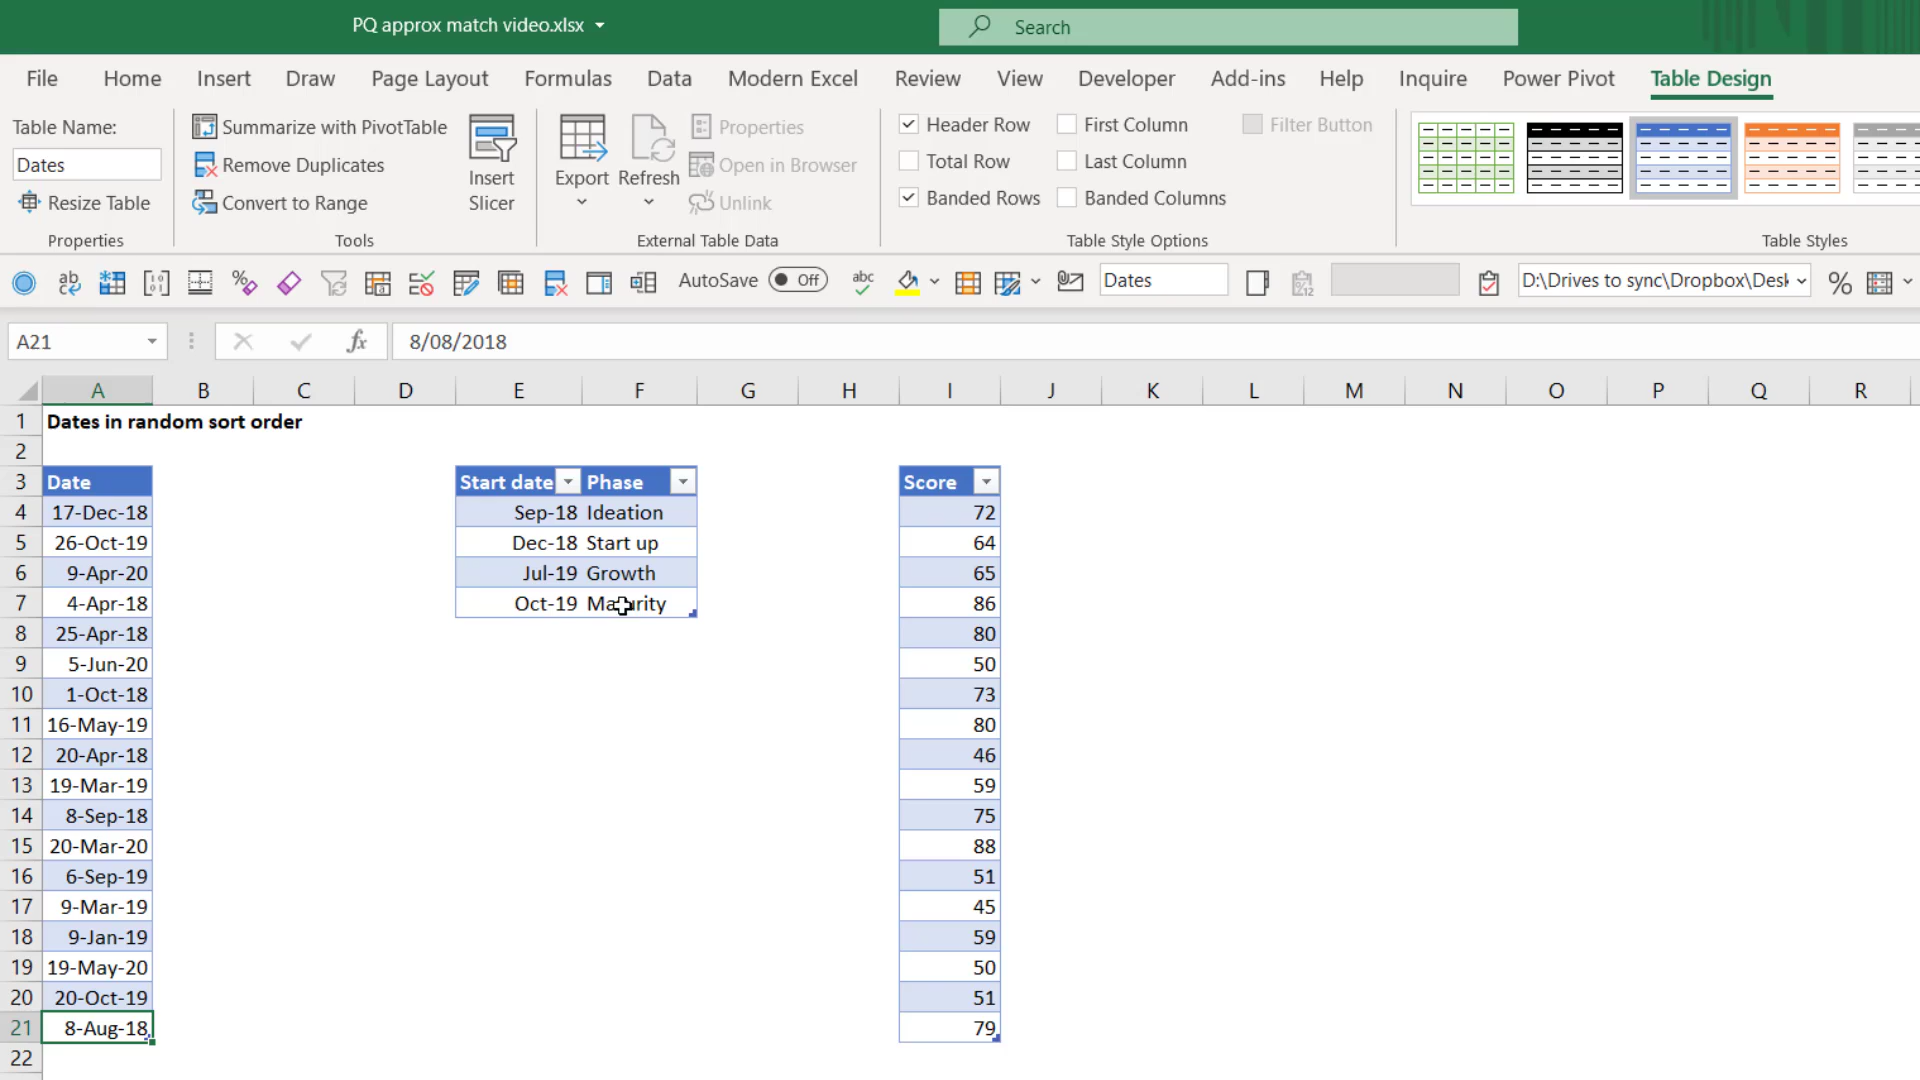 PQ approx match video.xlsx
Search
File Home Insert Draw Page Layout Formulas Data Modern Excel Review View Developer Add-ins Help Inquire Power Pivot Table Design
Table Name:
Dates
Resize Table
Properties
Summarize with PivotTable
Remove Duplicates
Convert to Range
Tools
Insert
Slicer
Export
Refresh
Properties
Open in Browser
Unlink
External Table Data
Header Row
Total Row
Banded Rows
First Column
Last Column
Banded Columns
Filter Button
Table Style Options
Table Styles
AutoSave Off Dates D:\Drives to sync\Dropbox\Desk
A21 fx 8/08/2018
A B C D E F G H I J K L M N O P Q R
1 Dates in random sort order
2
3 Date Start date Phase Score
4 17-Dec-18 Sep-18 Ideation 72
5 26-Oct-19 Dec-18 Start up 64
6 9-Apr-20 Jul-19 Growth 65
7 4-Apr-18 Oct-19 Maturity 86
8 25-Apr-18 80
9 5-Jun-20 50
10 1-Oct-18 73
11 16-May-19 80
12 20-Apr-18 46
13 19-Mar-19 59
14 8-Sep-18 75
15 20-Mar-20 88
16 6-Sep-19 51
17 9-Mar-19 45
18 9-Jan-19 59
19 19-May-20 50
20 20-Oct-19 51
21 8-Aug-18 79
22